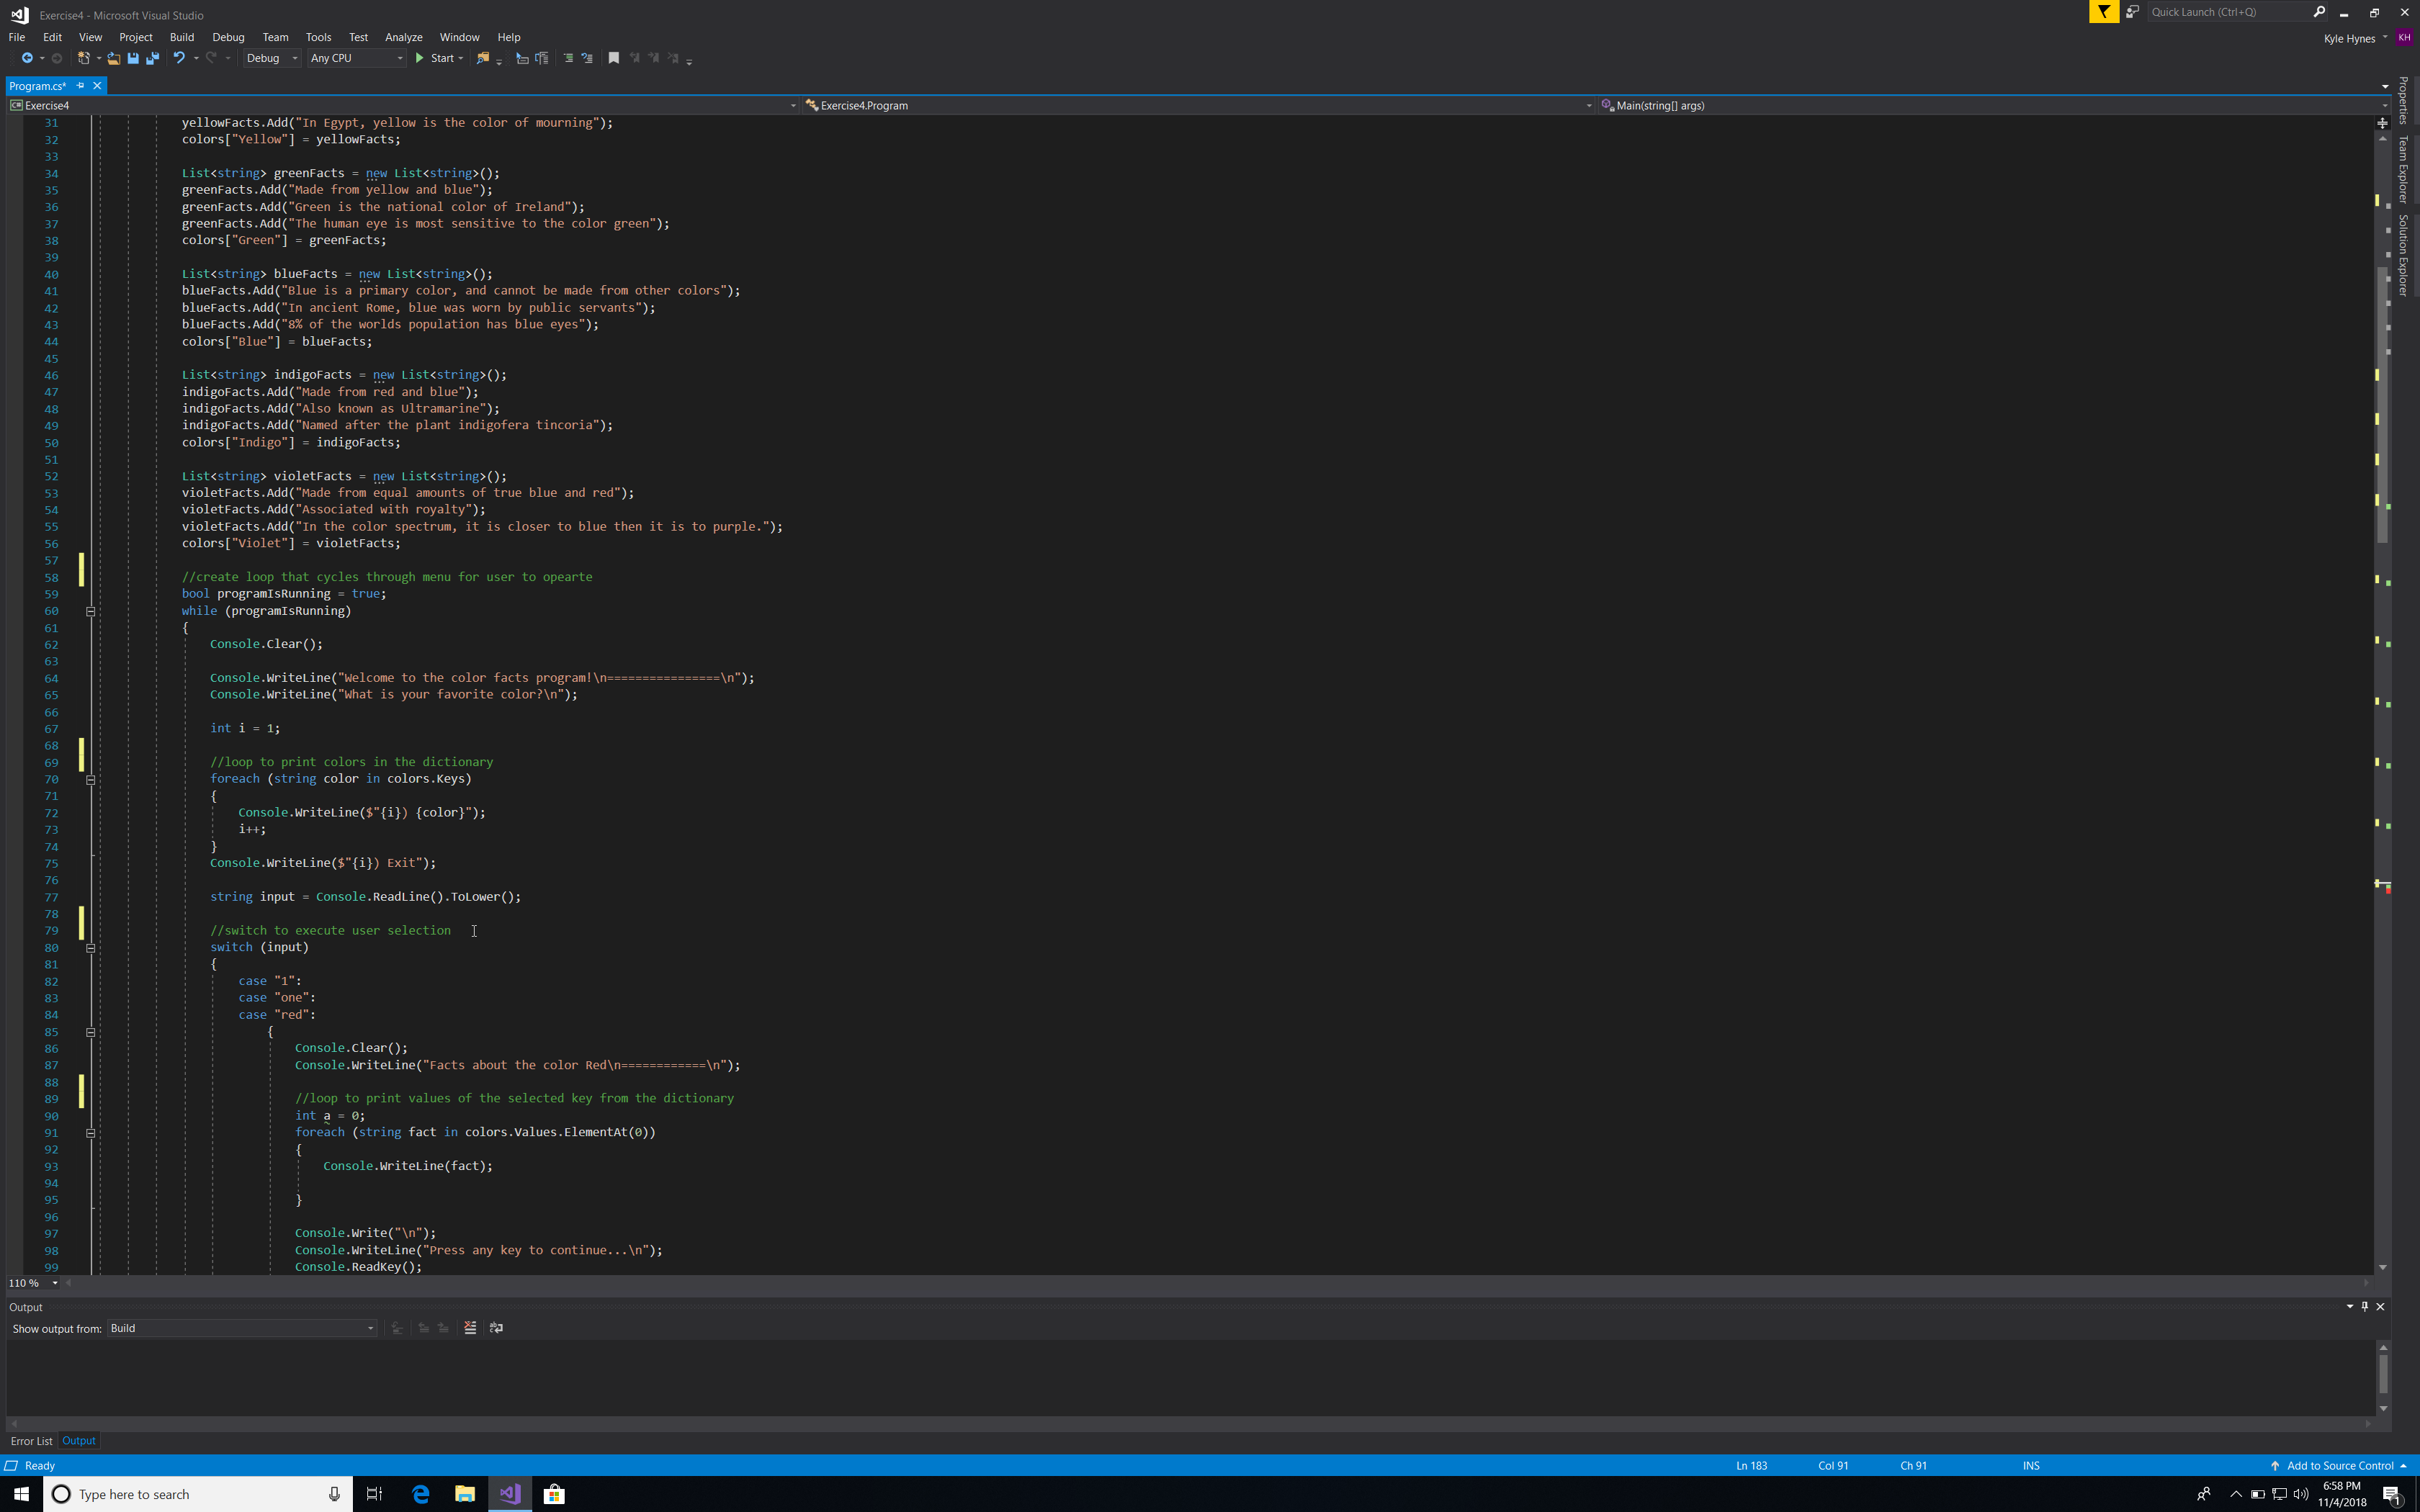 Exercise4 - Microsoft Visual Studio
Quick Launch (Ctrl+Q)
File Edit View Project Build Debug Team Tools Test Analyze Window Help
Kyle Hynes KH
Debug Any CPU Start
Program.cs*
C# Exercise4 Exercise4.Program Main(string[] args)
Properties
Team Explorer
Solution Explorer
31 yellowFacts.Add("In Egypt, yellow is the color of mourning");
32 colors["Yellow"] = yellowFacts;
33
34 List<string> greenFacts = new List<string>();
35 greenFacts.Add("Made from yellow and blue");
36 greenFacts.Add("Green is the national color of Ireland");
37 greenFacts.Add("The human eye is most sensitive to the color green");
38 colors["Green"] = greenFacts;
39
40 List<string> blueFacts = new List<string>();
41 blueFacts.Add("Blue is a primary color, and cannot be made from other colors");
42 blueFacts.Add("In ancient Rome, blue was worn by public servants");
43 blueFacts.Add("8% of the worlds population has blue eyes");
44 colors["Blue"] = blueFacts;
45
46 List<string> indigoFacts = new List<string>();
47 indigoFacts.Add("Made from red and blue");
48 indigoFacts.Add("Also known as Ultramarine");
49 indigoFacts.Add("Named after the plant indigofera tincoria");
50 colors["Indigo"] = indigoFacts;
51
52 List<string> violetFacts = new List<string>();
53 violetFacts.Add("Made from equal amounts of true blue and red");
54 violetFacts.Add("Associated with royalty");
55 violetFacts.Add("In the color spectrum, it is closer to blue then it is to purple.");
56 colors["Violet"] = violetFacts;
57
58 //create loop that cycles through menu for user to opearte
59 bool programIsRunning = true;
60 while (programIsRunning)
61 {
62 Console.Clear();
63
64 Console.WriteLine("Welcome to the color facts program!\n================\n");
65 Console.WriteLine("What is your favorite color?\n");
66
67 int i = 1;
68
69 //loop to print colors in the dictionary
70 foreach (string color in colors.Keys)
71 {
72 Console.WriteLine($"{i}) {color}");
73 i++;
74 }
75 Console.WriteLine($"{i}) Exit");
76
77 string input = Console.ReadLine().ToLower();
78
79 //switch to execute user selection
80 switch (input)
81 {
82 case "1":
83 case "one":
84 case "red":
85 {
86 Console.Clear();
87 Console.WriteLine("Facts about the color Red\n============\n");
88
89 //loop to print values of the selected key from the dictionary
90 int a = 0;
91 foreach (string fact in colors.Values.ElementAt(0))
92 {
93 Console.WriteLine(fact);
94
95 }
96
97 Console.Write("\n");
98 Console.WriteLine("Press any key to continue...\n");
99 Console.ReadKey();
110 %
Output
Show output from: Build
Error List Output
Ready Ln 183 Col 91 Ch 91 INS Add to Source Control
Type here to search
6:58 PM
11/4/2018
1